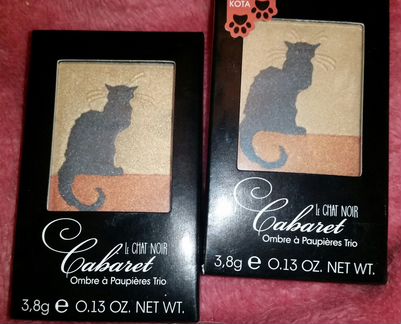 LE CHAT NOIR
Cabaret
Ombre à Paupières Trio
3,8g e 0.13 OZ. NET WT.
KOTA
LE CHAT NOIR
Cabaret
Ombre à Paupières Trio
3,8g e 0.13 OZ. NET WT.